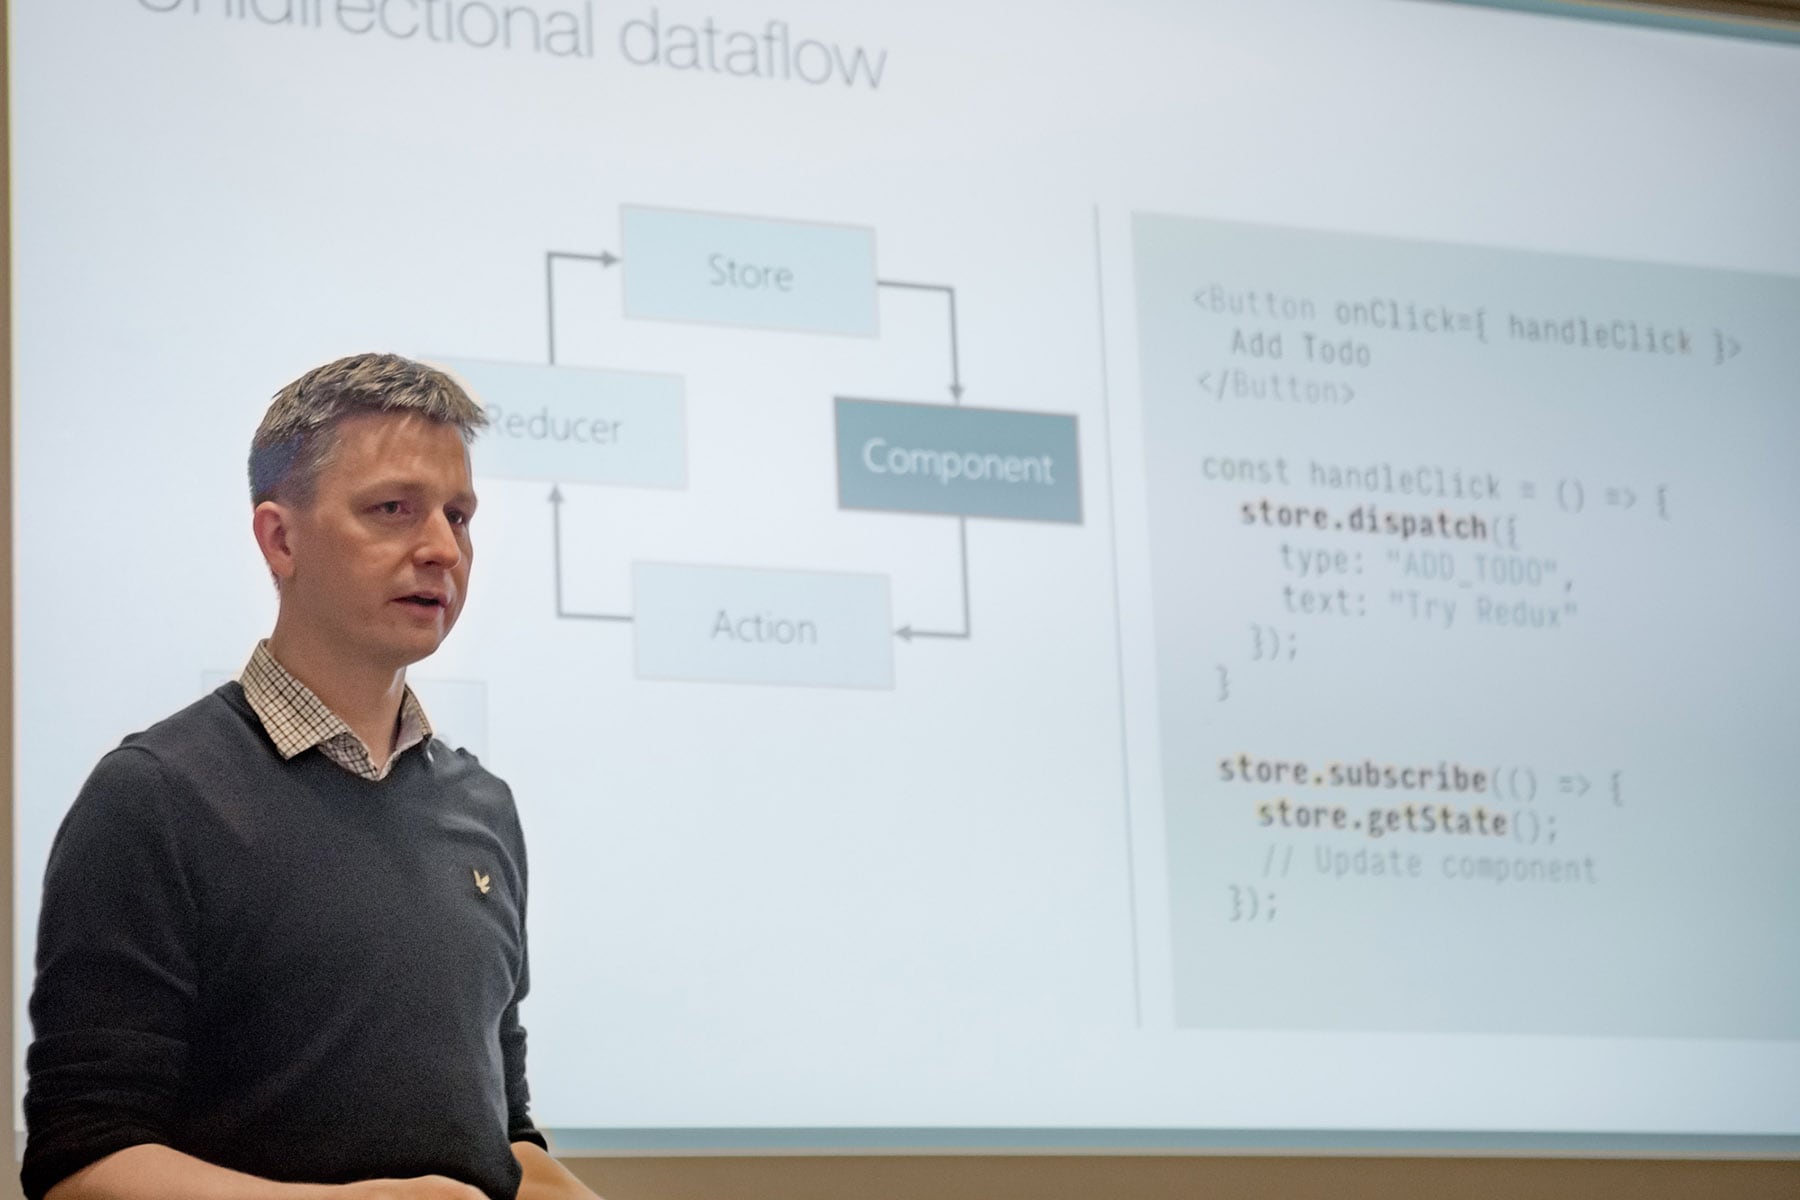 Unidirectional dataflow
Store
Reducer
Component
Action
<Button onClick={ handleClick }>
Add Todo
</Button>
const handleClick = () => {
store.dispatch({
type: "ADD_TODO",
text: "Try Redux"
});
}
store.subscribe(() => {
store.getState();
// Update component
});